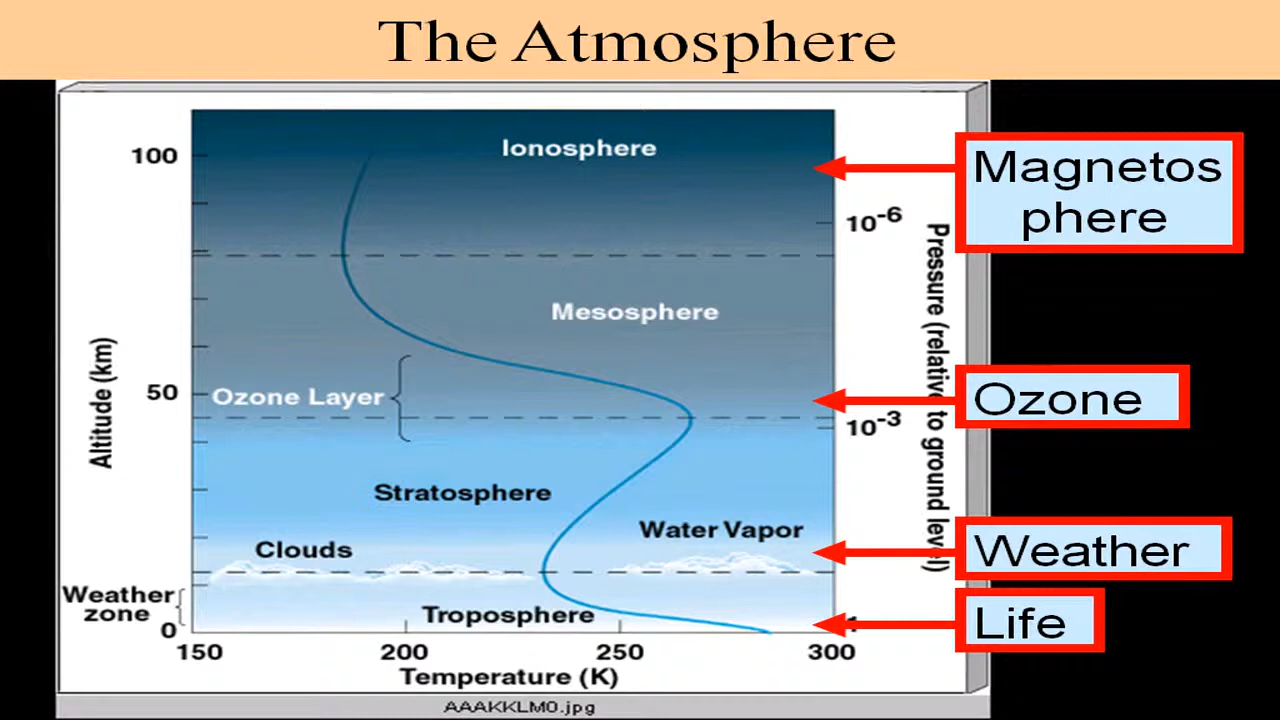 The Atmosphere
Ionosphere
100
Magnetos
phere
10-6
Mesosphere
Altitude (km)
Pressure (relative to ground level)
50
Ozone Layer
Ozone
10-3
Stratosphere
Water Vapor
Clouds
Weather
Weather
zone
Troposphere
Life
0
1
150
200
250
300
Temperature (K)
AAAKKLM0.jpg